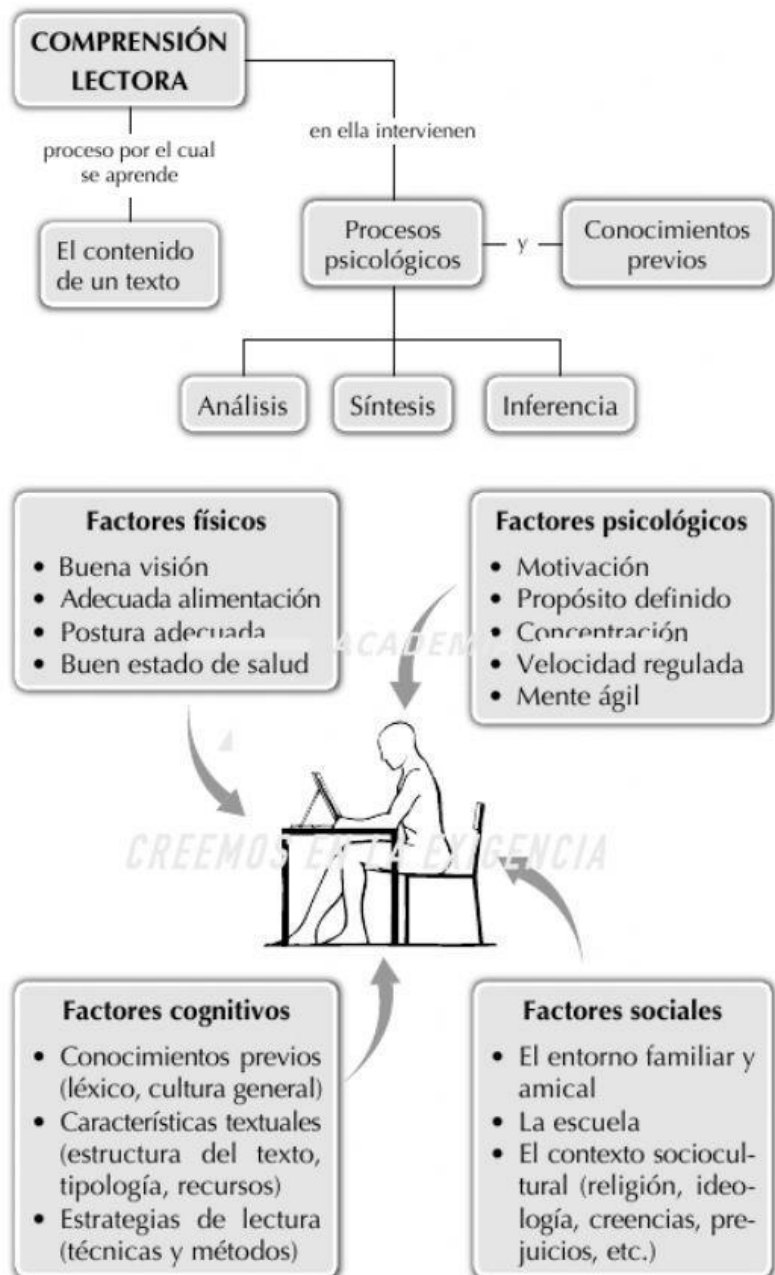 COMPRENSIÓN
LECTORA
proceso por el cual
se aprende
El contenido
de un texto
en ella intervienen
Procesos
psicológicos
y
Conocimientos
previos
Análisis
Síntesis
Inferencia
Factores físicos
• Buena visión
• Adecuada alimentación
• Postura adecuada
• Buen estado de salud
Factores psicológicos
• Motivación
• Propósito definido
• Concentración
• Velocidad regulada
• Mente ágil
CREEMOS EN LA EXIGENCIA
Factores cognitivos
• Conocimientos previos
(léxico, cultura general)
• Características textuales
(estructura del texto,
tipología, recursos)
• Estrategias de lectura
(técnicas y métodos)
Factores sociales
• El entorno familiar y
amical
• La escuela
• El contexto sociocul-
tural (religión, ideo-
logía, creencias, pre-
juicios, etc.)